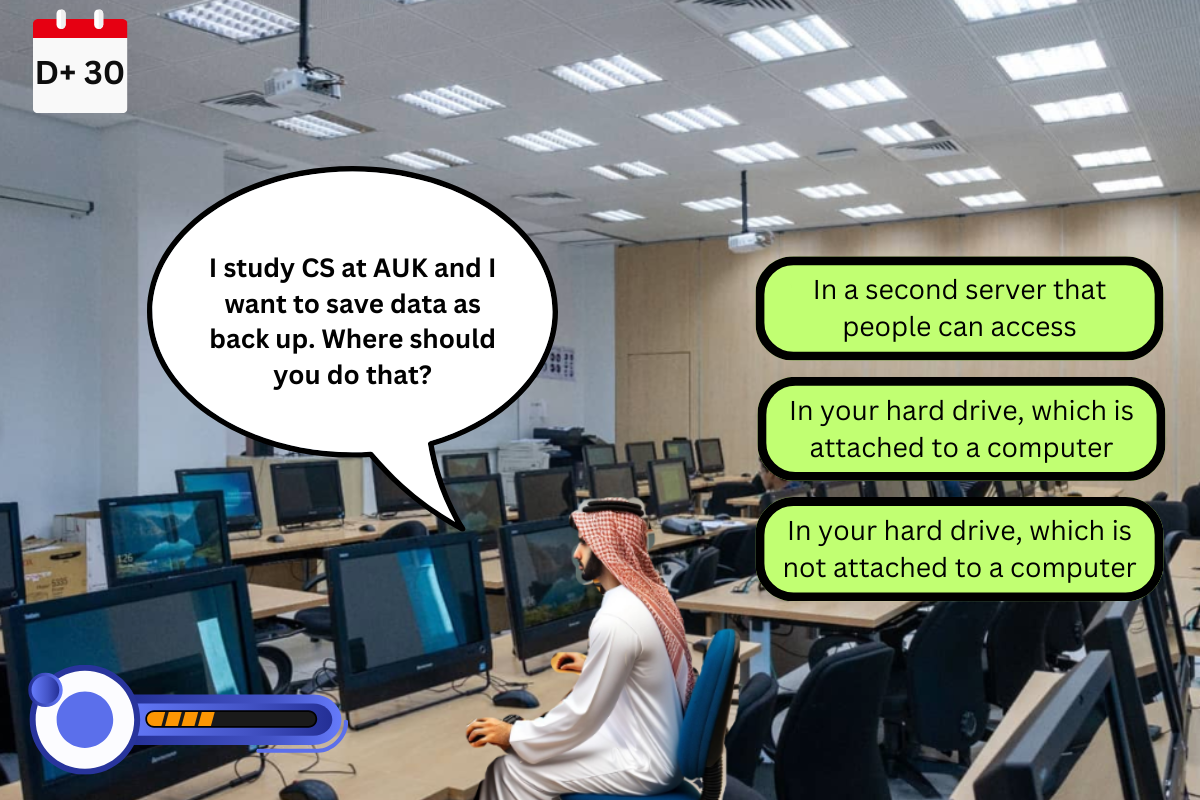 D+ 30
I study CS at AUK and I
want to save data as
back up. Where should
you do that?
In a second server that
people can access
In your hard drive, which is
attached to a computer
In your hard drive, which is
not attached to a computer